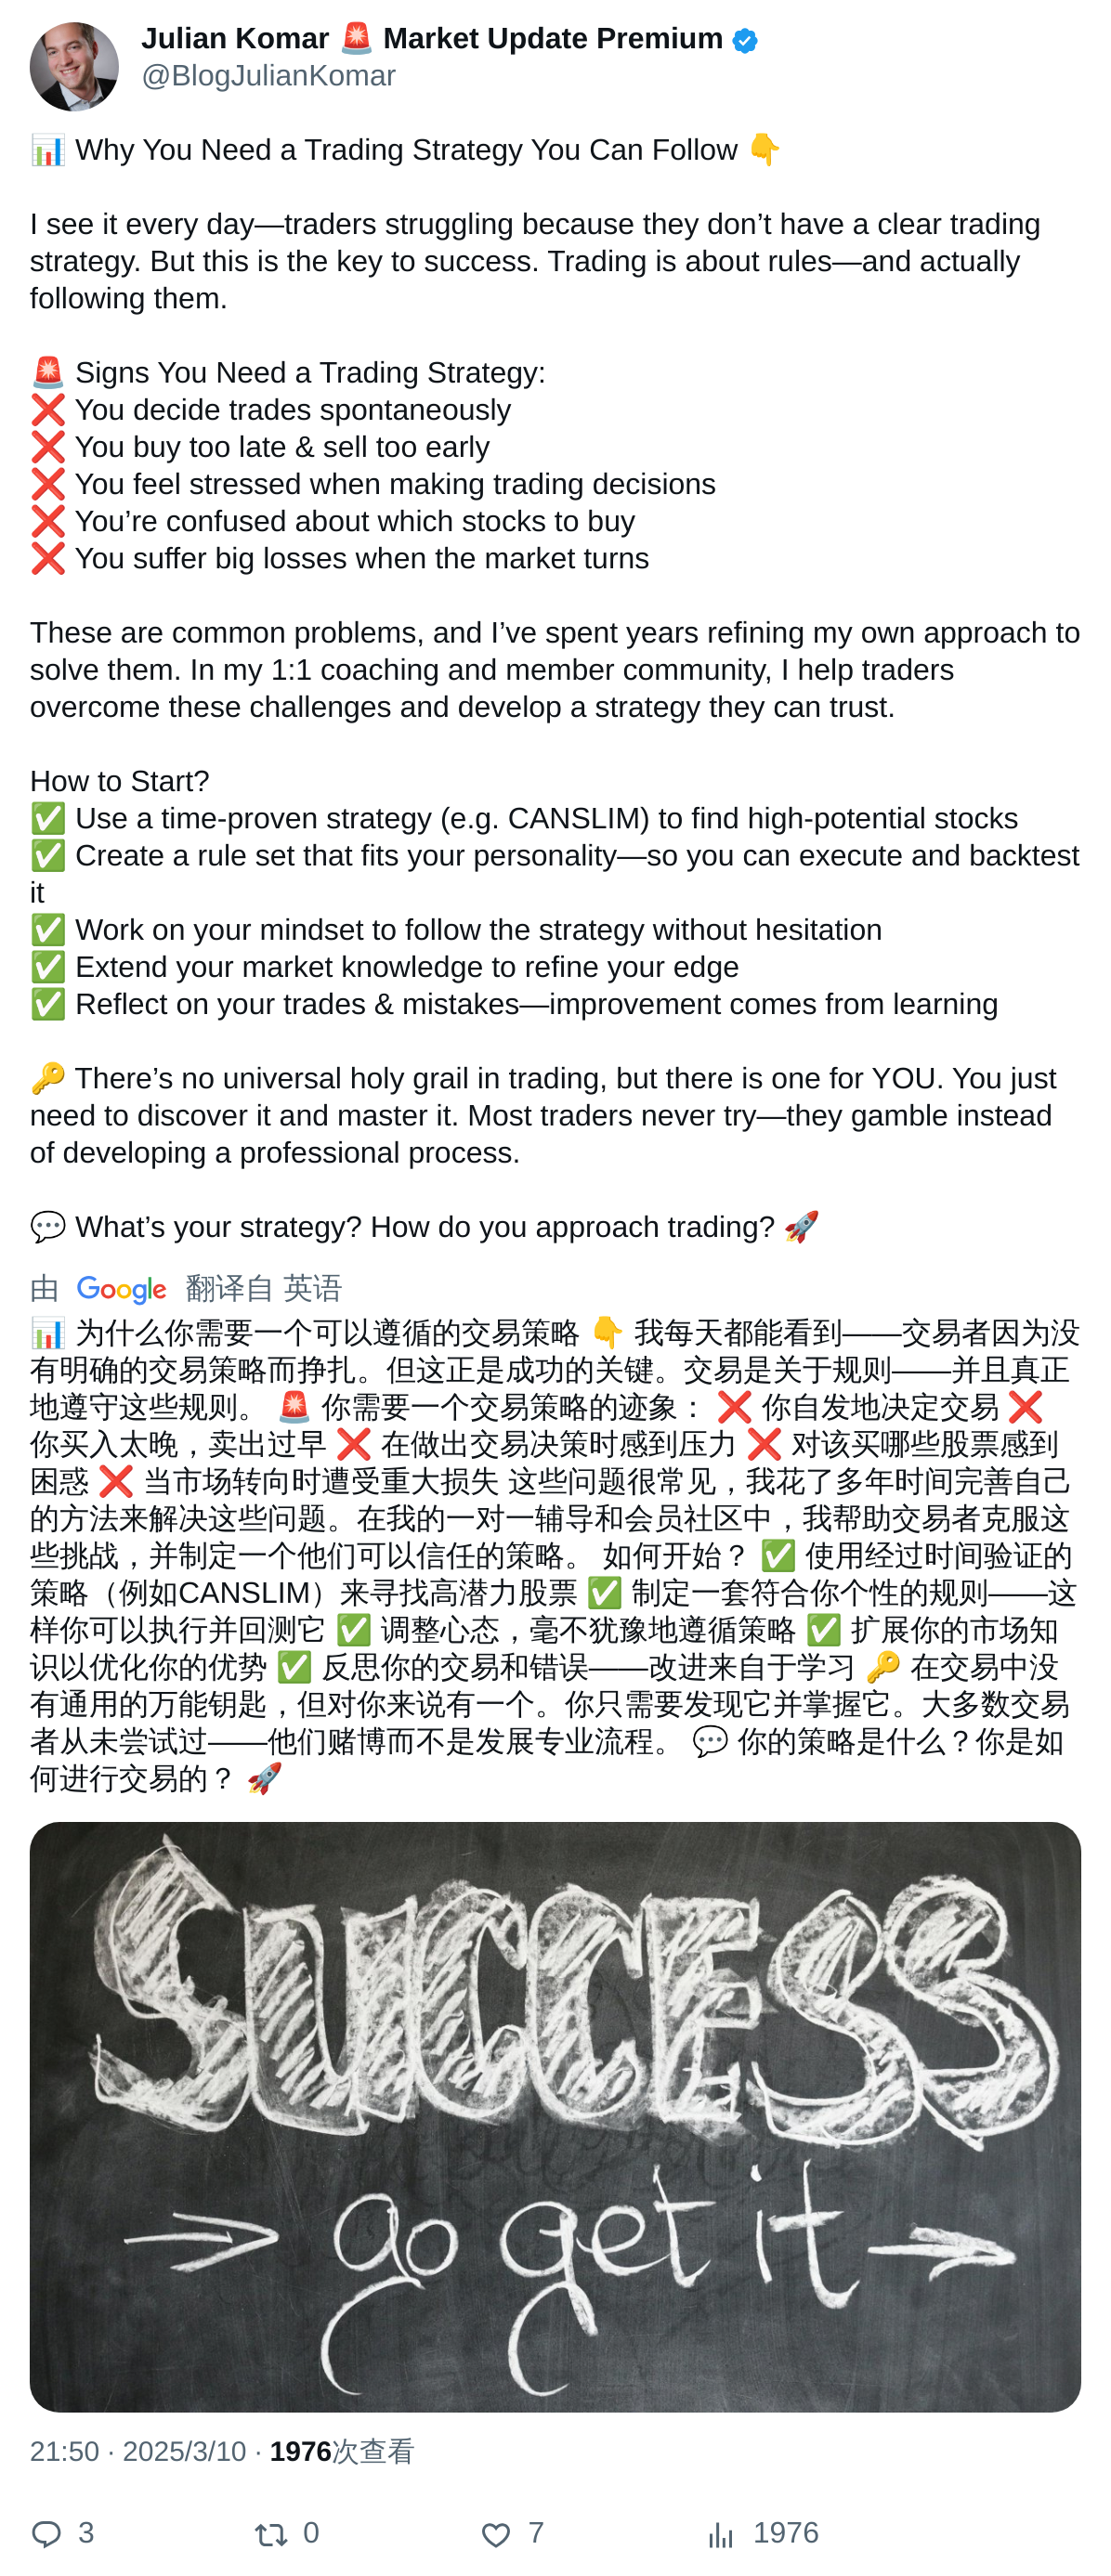 Julian Komar 🚨 Market Update Premium
@BlogJulianKomar
📊 Why You Need a Trading Strategy You Can Follow 👇
I see it every day—traders struggling because they don’t have a clear trading
strategy. But this is the key to success. Trading is about rules—and actually
following them.
🚨 Signs You Need a Trading Strategy:
❌ You decide trades spontaneously
❌ You buy too late & sell too early
❌ You feel stressed when making trading decisions
❌ You’re confused about which stocks to buy
❌ You suffer big losses when the market turns
These are common problems, and I’ve spent years refining my own approach to
solve them. In my 1:1 coaching and member community, I help traders
overcome these challenges and develop a strategy they can trust.
How to Start?
✅ Use a time-proven strategy (e.g. CANSLIM) to find high-potential stocks
✅ Create a rule set that fits your personality—so you can execute and backtest
it
✅ Work on your mindset to follow the strategy without hesitation
✅ Extend your market knowledge to refine your edge
✅ Reflect on your trades & mistakes—improvement comes from learning
🔑 There’s no universal holy grail in trading, but there is one for YOU. You just
need to discover it and master it. Most traders never try—they gamble instead
of developing a professional process.
💬 What’s your strategy? How do you approach trading? 🚀
由 Google 翻译自 英语
📊 为什么你需要一个可以遵循的交易策略 👇 我每天都能看到——交易者因为没
有明确的交易策略而挣扎。但这正是成功的关键。交易是关于规则——并且真正
地遵守这些规则。 🚨 你需要一个交易策略的迹象： ❌ 你自发地决定交易 ❌
你买入太晚，卖出过早 ❌ 在做出交易决策时感到压力 ❌ 对该买哪些股票感到
困惑 ❌ 当市场转向时遭受重大损失 这些问题很常见，我花了多年时间完善自己
的方法来解决这些问题。在我的一对一辅导和会员社区中，我帮助交易者克服这
些挑战，并制定一个他们可以信任的策略。 如何开始？ ✅ 使用经过时间验证的
策略（例如CANSLIM）来寻找高潜力股票 ✅ 制定一套符合你个性的规则——这
样你可以执行并回测它 ✅ 调整心态，毫不犹豫地遵循策略 ✅ 扩展你的市场知
识以优化你的优势 ✅ 反思你的交易和错误——改进来自于学习 🔑 在交易中没
有通用的万能钥匙，但对你来说有一个。你只需要发现它并掌握它。大多数交易
者从未尝试过——他们赌博而不是发展专业流程。 💬 你的策略是什么？你是如
何进行交易的？ 🚀
SUCCESS
→ go get it →
21:50 · 2025/3/10 · 1976次查看
3 0 7 1976